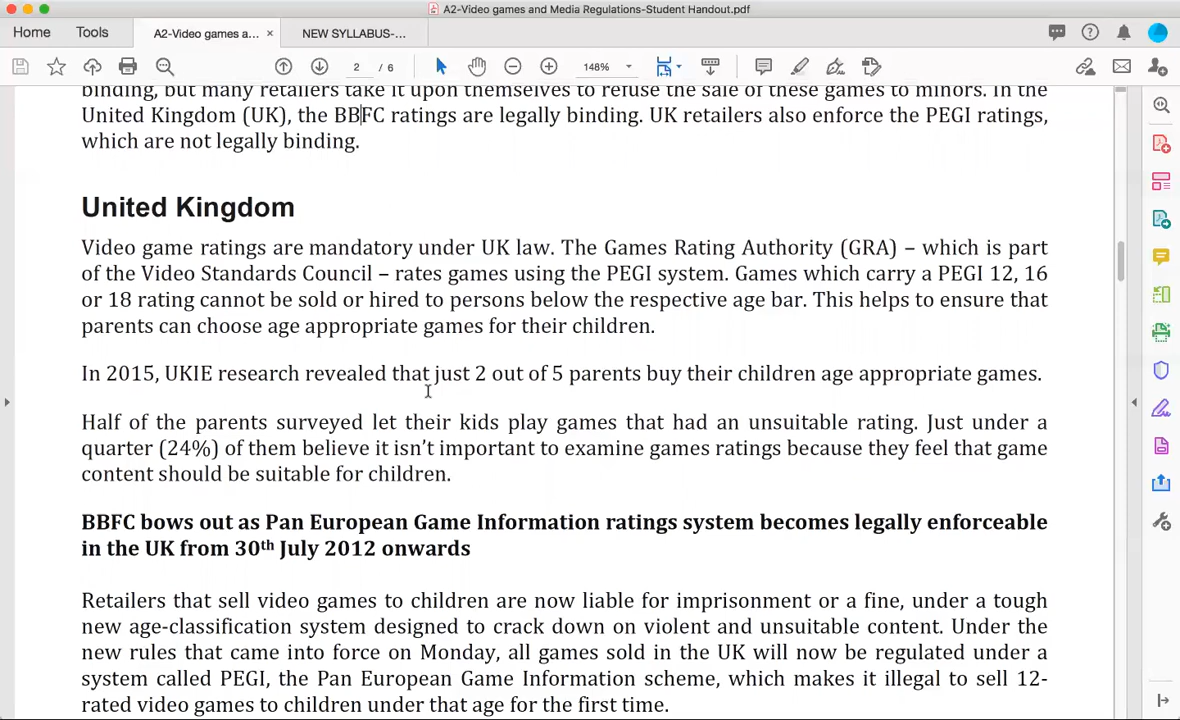 A2-Video games and Media Regulations-Student Handout.pdf
Home
Tools
A2-Video games a...
×
NEW SYLLABUS-...
2 / 6
148%
binding, but many retailers take it upon themselves to refuse the sale of these games to minors. In the
United Kingdom (UK), the BBFC ratings are legally binding. UK retailers also enforce the PEGI ratings,
which are not legally binding.
United Kingdom
Video game ratings are mandatory under UK law. The Games Rating Authority (GRA) – which is part
of the Video Standards Council – rates games using the PEGI system. Games which carry a PEGI 12, 16
or 18 rating cannot be sold or hired to persons below the respective age bar. This helps to ensure that
parents can choose age appropriate games for their children.
In 2015, UKIE research revealed that just 2 out of 5 parents buy their children age appropriate games.
Half of the parents surveyed let their kids play games that had an unsuitable rating. Just under a
quarter (24%) of them believe it isn't important to examine games ratings because they feel that game
content should be suitable for children.
BBFC bows out as Pan European Game Information ratings system becomes legally enforceable
in the UK from 30th July 2012 onwards
Retailers that sell video games to children are now liable for imprisonment or a fine, under a tough
new age-classification system designed to crack down on violent and unsuitable content. Under the
new rules that came into force on Monday, all games sold in the UK will now be regulated under a
system called PEGI, the Pan European Game Information scheme, which makes it illegal to sell 12-
rated video games to children under that age for the first time.